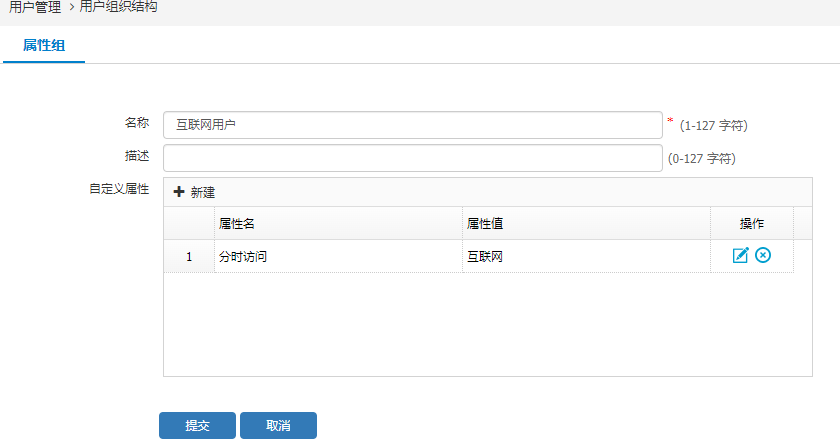 用户管理 > 用户组织结构
属性组
名称 互联网用户 * (1-127 字符)
描述 (0-127 字符)
自定义属性 + 新建
属性名 属性值 操作
1 分时访问 互联网
提交 取消